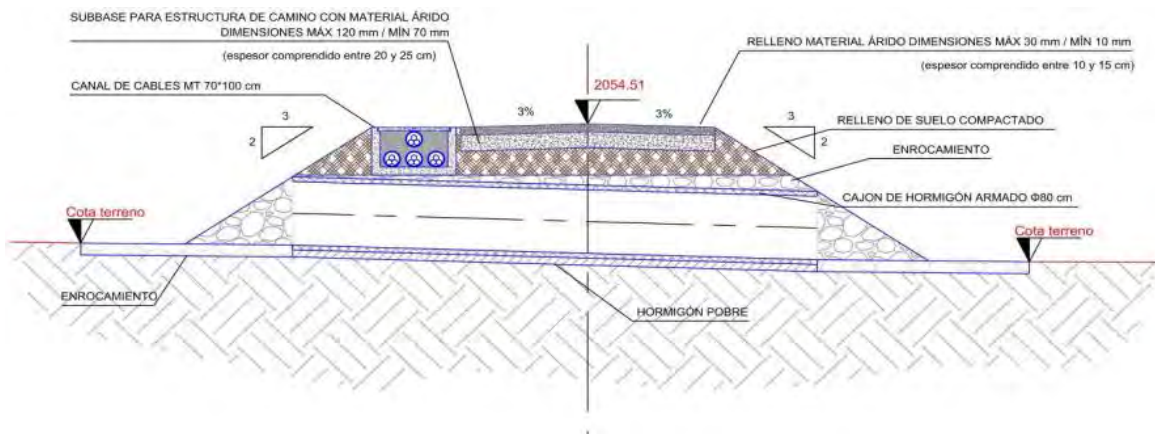 SUBBASE PARA ESTRUCTURA DE CAMINO CON MATERIAL ÁRIDO
DIMENSIONES MÁX 120 mm / MÍN 70 mm
(espesor comprendido entre 20 y 25 cm)
RELLENO MATERIAL ÁRIDO DIMENSIONES MÁX 30 mm / MÍN 10 mm
(espesor comprendido entre 10 y 15 cm)
CANAL DE CABLES MT 70*100 cm
2054.51
3%
3%
3
2
3
2
RELLENO DE SUELO COMPACTADO
ENROCAMIENTO
CAJON DE HORMIGÓN ARMADO Φ80 cm
Cota terreno
Cota terreno
ENROCAMIENTO
HORMIGÓN POBRE